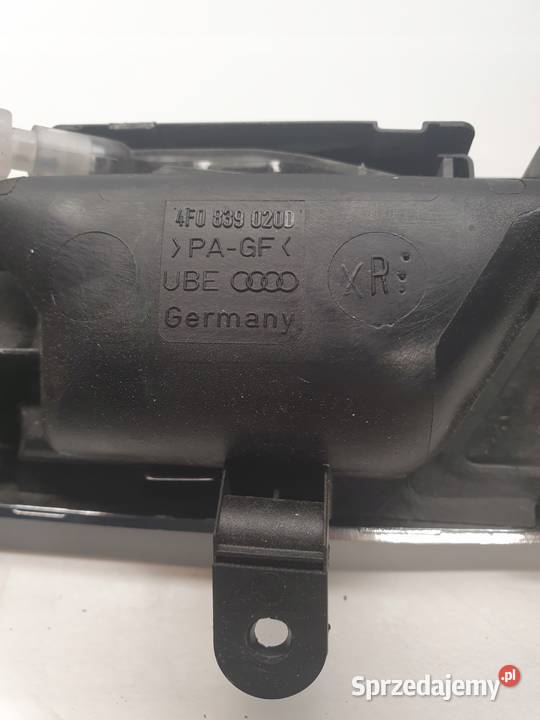 4F0 839 020D
>PA-GF<
UBE
Germany
XR
Sprzedajemy.pl